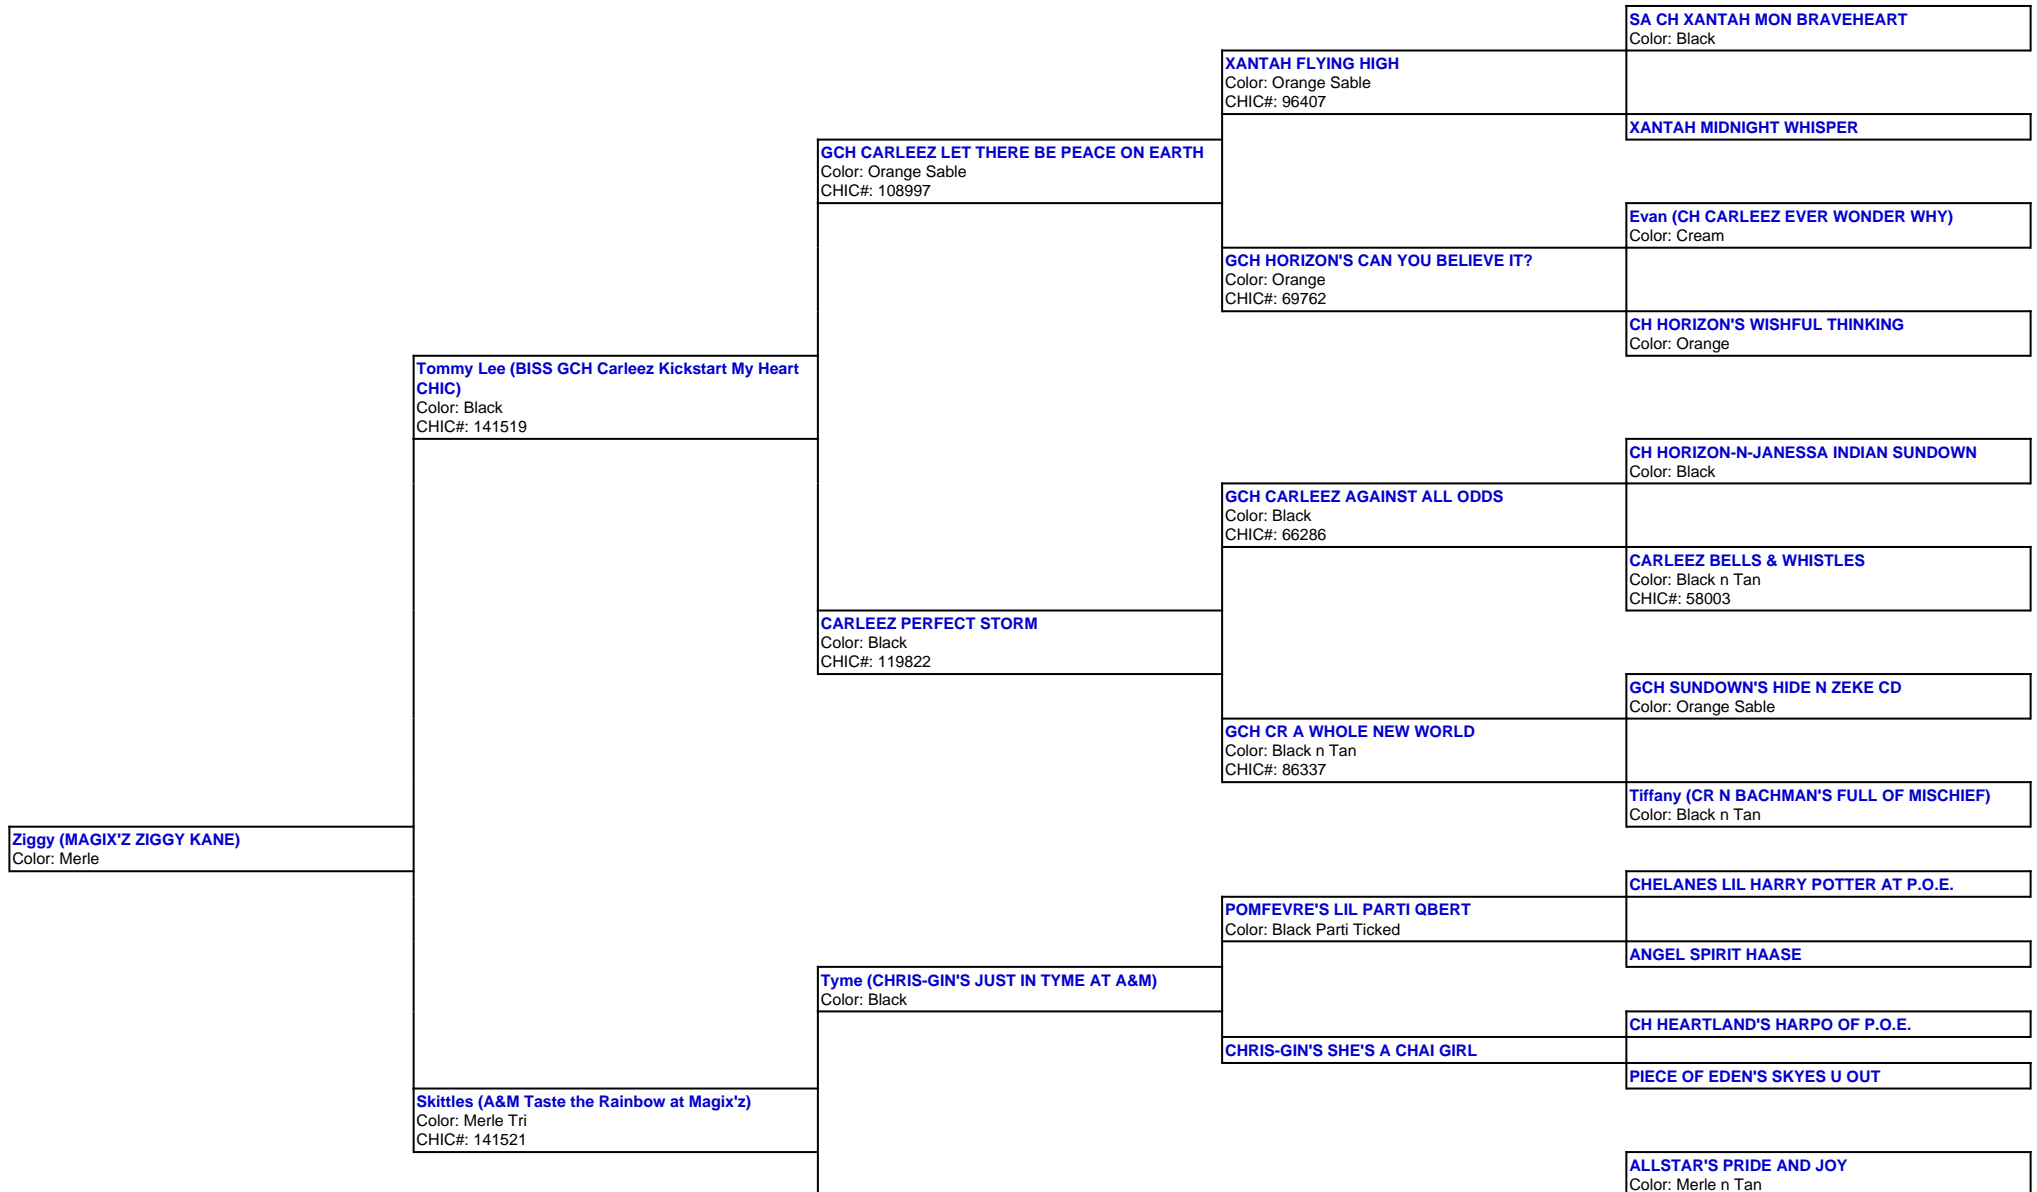 SA CH XANTAH MON BRAVEHEART
Color: Black
XANTAH FLYING HIGH
Color: Orange Sable
CHIC#: 96407
XANTAH MIDNIGHT WHISPER
GCH CARLEEZ LET THERE BE PEACE ON EARTH
Color: Orange Sable
CHIC#: 108997
Evan (CH CARLEEZ EVER WONDER WHY)
Color: Cream
GCH HORIZON'S CAN YOU BELIEVE IT?
Color: Orange
CHIC#: 69762
CH HORIZON'S WISHFUL THINKING
Color: Orange
Tommy Lee (BISS GCH Carleez Kickstart My Heart
CHIC)
Color: Black
CHIC#: 141519
CH HORIZON-N-JANESSA INDIAN SUNDOWN
Color: Black
GCH CARLEEZ AGAINST ALL ODDS
Color: Black
CHIC#: 66286
CARLEEZ BELLS & WHISTLES
Color: Black n Tan
CHIC#: 58003
CARLEEZ PERFECT STORM
Color: Black
CHIC#: 119822
GCH SUNDOWN'S HIDE N ZEKE CD
Color: Orange Sable
GCH CR A WHOLE NEW WORLD
Color: Black n Tan
CHIC#: 86337
Tiffany (CR N BACHMAN'S FULL OF MISCHIEF)
Color: Black n Tan
Ziggy (MAGIX'Z ZIGGY KANE)
Color: Merle
CHELANES LIL HARRY POTTER AT P.O.E.
POMFEVRE'S LIL PARTI QBERT
Color: Black Parti Ticked
ANGEL SPIRIT HAASE
Tyme (CHRIS-GIN'S JUST IN TYME AT A&M)
Color: Black
CH HEARTLAND'S HARPO OF P.O.E.
CHRIS-GIN'S SHE'S A CHAI GIRL
PIECE OF EDEN'S SKYES U OUT
Skittles (A&M Taste the Rainbow at Magix'z)
Color: Merle Tri
CHIC#: 141521
ALLSTAR'S PRIDE AND JOY
Color: Merle n Tan